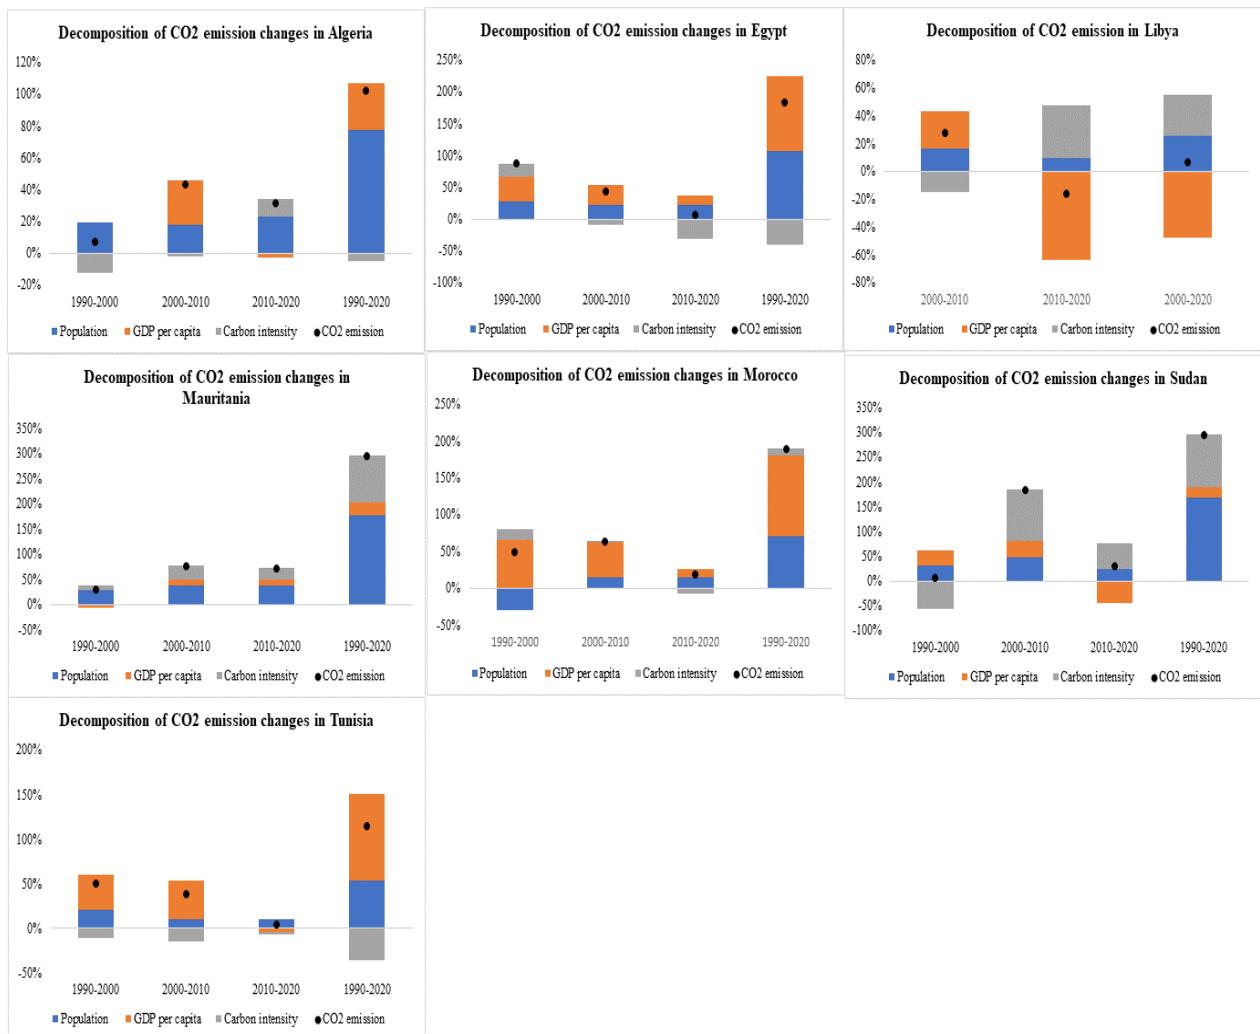 Decomposition of CO2 emission changes in Algeria
120%
100%
80%
60%
40%
20%
0%
-20%
1990-2000 2000-2010 2010-2020 1990-2020
Population GDP per capita Carbon intensity CO2 emission
Decomposition of CO2 emission changes in Egypt
250%
200%
150%
100%
50%
0%
-50%
-100%
1990-2000 2000-2010 2010-2020 1990-2020
Population GDP per capita Carbon intensity CO2 emission
Decomposition of CO2 emission in Libya
80%
60%
40%
20%
0%
-20%
-40%
-60%
-80%
2000-2010 2010-2020 2000-2020
Population GDP per capita Carbon intensity CO2 emission
Decomposition of CO2 emission changes in
Mauritania
350%
300%
250%
200%
150%
100%
50%
0%
-50%
1990-2000 2000-2010 2010-2020 1990-2020
Population GDP per capita Carbon intensity CO2 emission
Decomposition of CO2 emission changes in Morocco
250%
200%
150%
100%
50%
0%
-50%
1990-2000 2000-2010 2010-2020 1990-2020
Population GDP per capita Carbon intensity CO2 emission
Decomposition of CO2 emission changes in Sudan
350%
300%
250%
200%
150%
100%
50%
0%
-50%
-100%
1990-2000 2000-2010 2010-2020 1990-2020
Population GDP per capita Carbon intensity CO2 emission
Decomposition of CO2 emission changes in Tunisia
200%
150%
100%
50%
0%
-50%
1990-2000 2000-2010 2010-2020 1990-2020
Population GDP per capita Carbon intensity CO2 emission